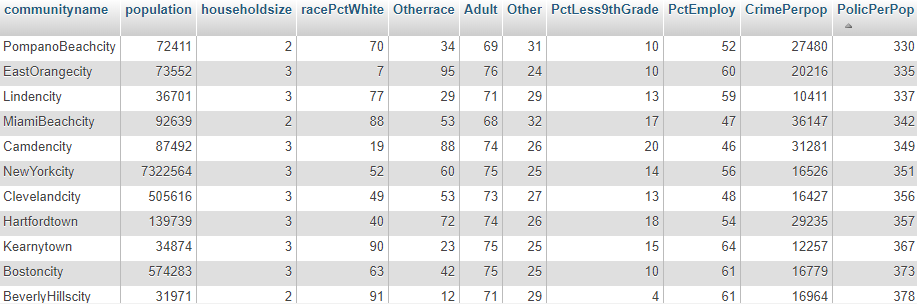 communityname population householdsize racePctWhite Otherrace Adult Other PctLess9thGrade PctEmploy CrimePerpop PolicPerPop
PompanoBeachcity 72411 2 70 34 69 31 10 52 27480 330
EastOrangecity 73552 3 7 95 76 24 10 60 20216 335
Lindencity 36701 3 77 29 71 29 13 59 10411 337
MiamiBeachcity 92639 2 88 53 68 32 17 47 36147 342
Camdencity 87492 3 19 88 74 26 20 46 31281 349
NewYorkcity 7322564 3 52 60 75 25 14 56 16526 351
Clevelandcity 505616 3 49 53 73 27 13 48 16427 356
Hartfordtown 139739 3 40 72 74 26 18 54 29235 357
Kearnytown 34874 3 90 23 75 25 15 64 12257 367
Bostoncity 574283 3 63 42 75 25 10 61 16779 373
BeverlyHillscity 31971 2 91 12 71 29 4 61 16964 378